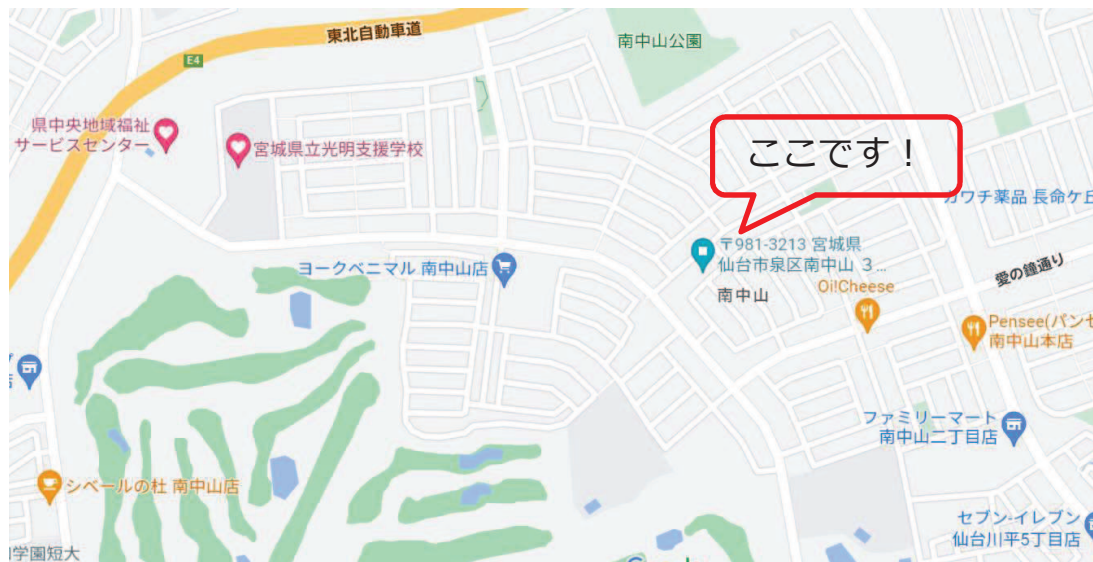 東北自動車道
E4
南中山公園
県中央地域福祉
サービスセンター
宮城県立光明支援学校
ここです！
カワチ薬品 長命ケ丘
〒981-3213 宮城県
仙台市泉区南中山 3...
南中山
ヨークベニマル 南中山店
愛の鐘通り
Oi!Cheese
Pensee(パンセ
南中山本店
店
ファミリーマート
南中山二丁目店
シベールの杜 南中山店
セブン-イレブン
仙台川平5丁目店
学園短大